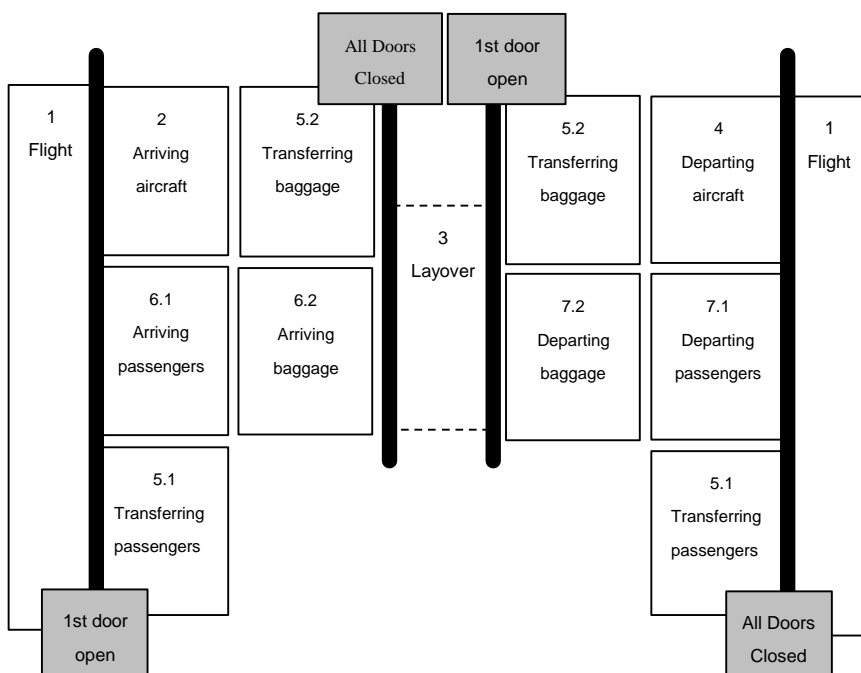 All Doors
Closed
1st door
open
1
Flight
2
Arriving
aircraft
5.2
Transferring
baggage
5.2
Transferring
baggage
4
Departing
aircraft
1
Flight
3
Layover
6.1
Arriving
passengers
6.2
Arriving
baggage
7.2
Departing
baggage
7.1
Departing
passengers
5.1
Transferring
passengers
5.1
Transferring
passengers
1st door
open
All Doors
Closed